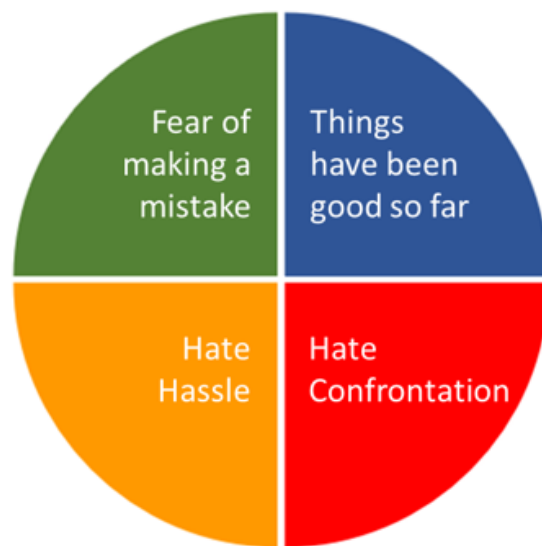 Fear of
making a
mistake
Things
have been
good so far
Hate
Hassle
Hate
Confrontation